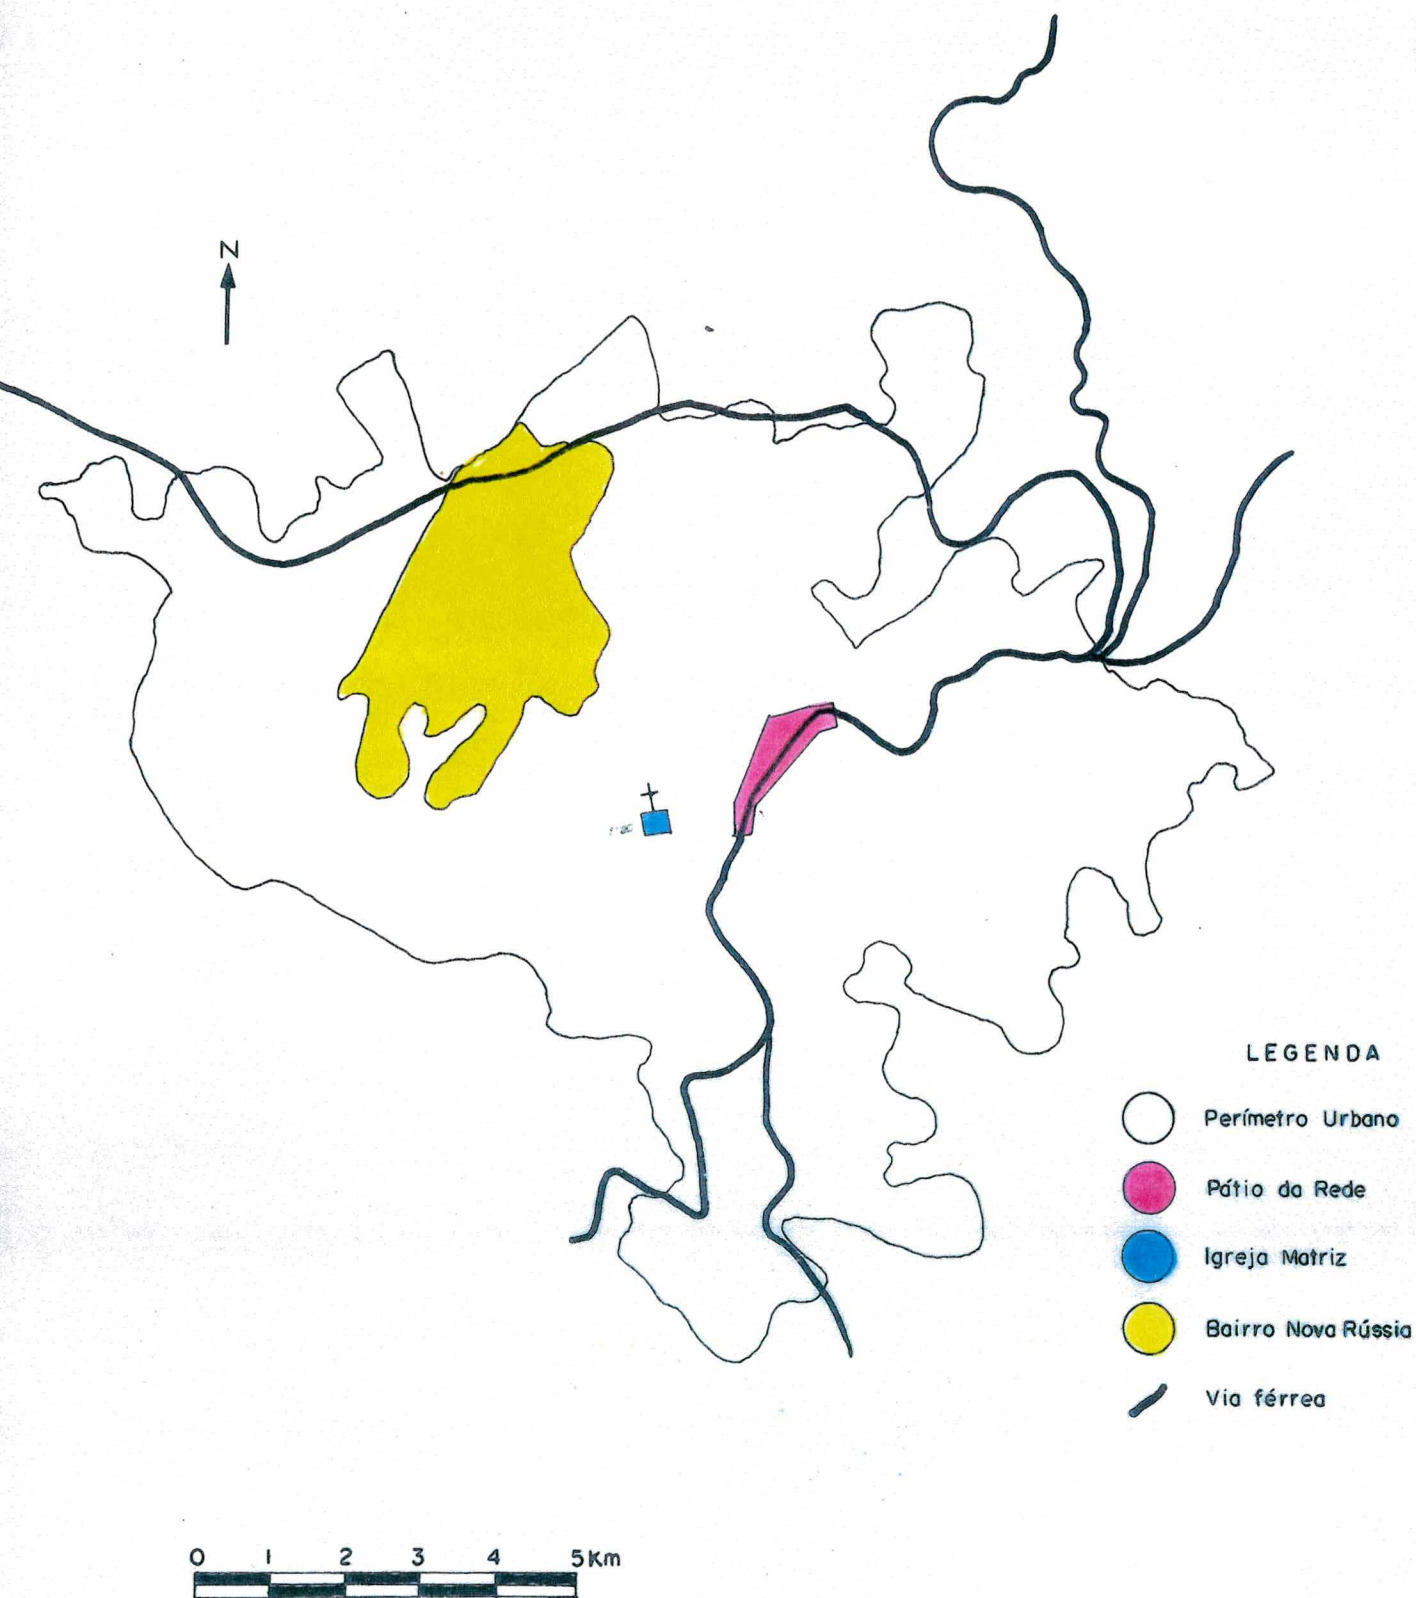 N
LEGENDA
Perímetro Urbano
Pátio da Rede
Igreja Matriz
Bairro Nova Rússia
Via férrea
0 1 2 3 4 5Km